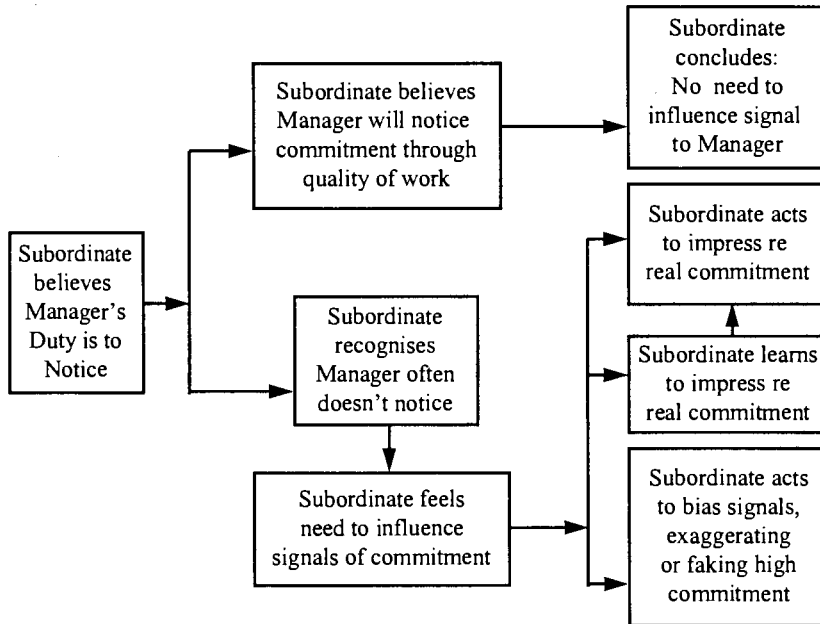 Subordinate
believes
Manager's
Duty is to
Notice
Subordinate believes
Manager will notice
commitment through
quality of work
Subordinate
concludes:
No need to
influence signal
to Manager
Subordinate
recognises
Manager often
doesn't notice
Subordinate feels
need to influence
signals of commitment
Subordinate acts
to impress re
real commitment
Subordinate learns
to impress re
real commitment
Subordinate acts
to bias signals,
exaggerating
or faking high
commitment